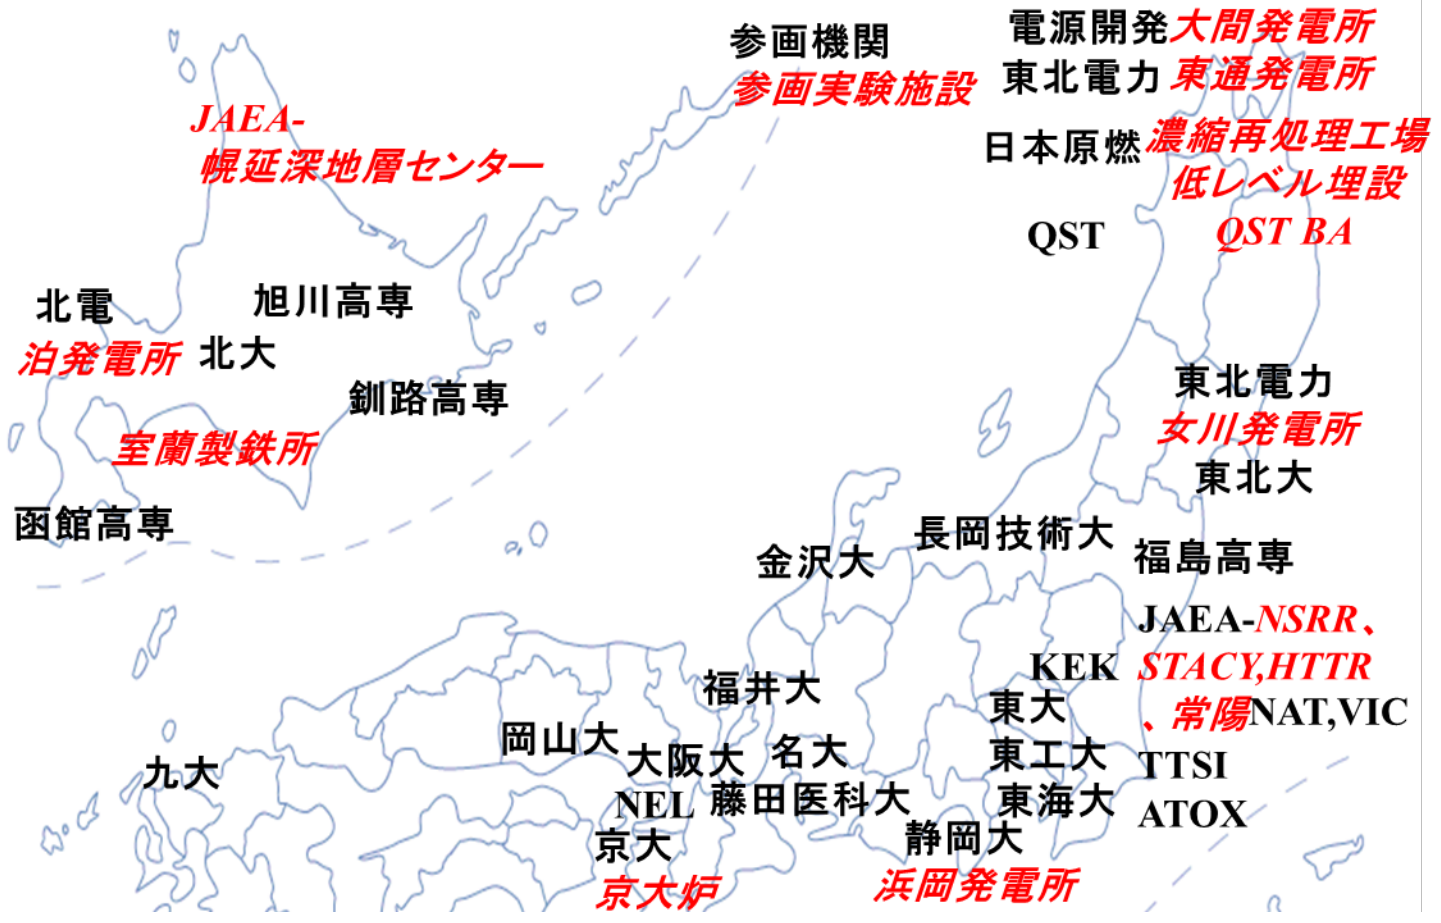 参画機関
参画実験施設
電源開発大間発電所
東北電力 東通発電所
日本原燃濃縮再処理工場
低レベル埋設
QST QST BA
JAEA-
幌延深地層センター
北電
泊発電所
旭川高専
北大
釧路高専
室蘭製鉄所
函館高専
東北電力
女川発電所
東北大
長岡技術大
福島高専
金沢大
JAEA-NSRR、
KEK STACY,HTTR
、常陽NAT,VIC
福井大
東大
岡山大
大阪大
名大
東工大
TTSI
九大
NEL
藤田医科大
東海大
ATOX
京大
京大炉
静岡大
浜岡発電所